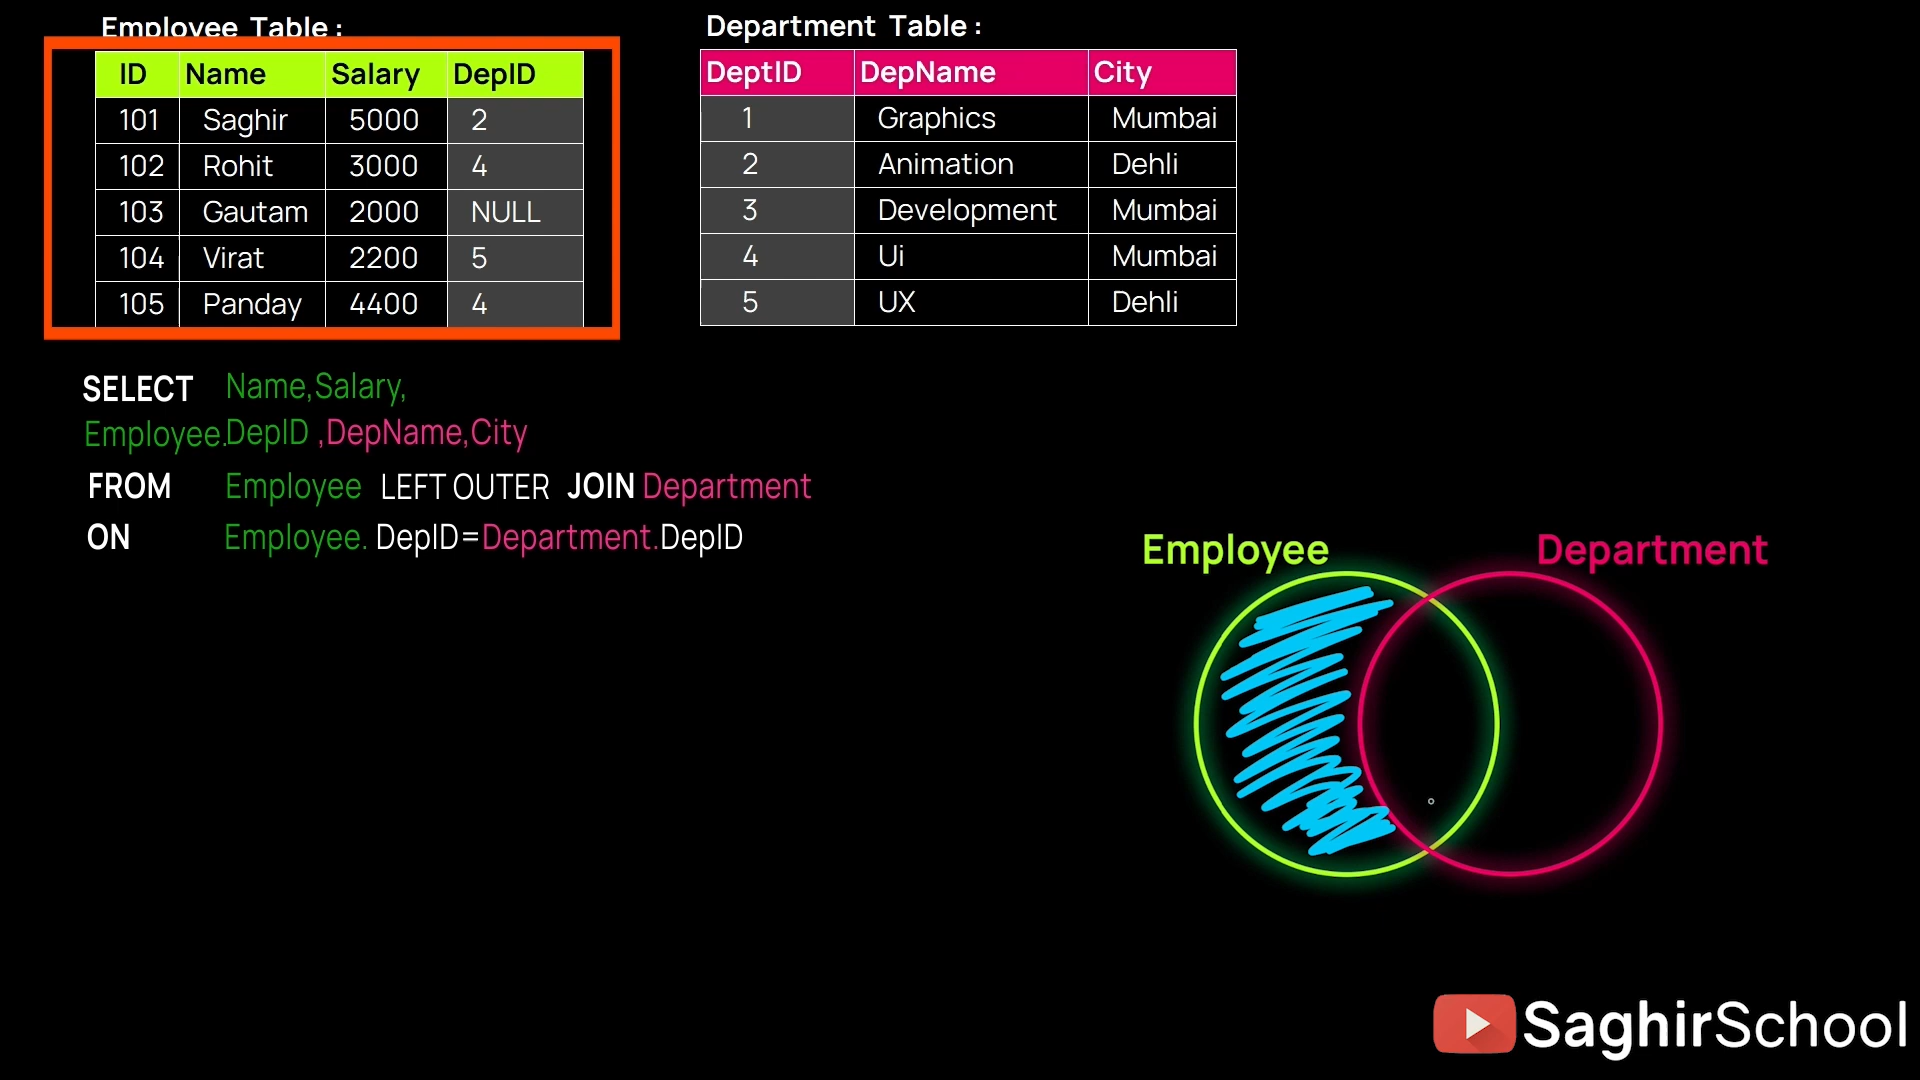 Employee Table :
ID Name Salary DepID
101 Saghir 5000 2
102 Rohit 3000 4
103 Gautam 2000 NULL
104 Virat 2200 5
105 Panday 4400 4
Department Table :
DeptID DepName City
1 Graphics Mumbai
2 Animation Dehli
3 Development Mumbai
4 Ui Mumbai
5 UX Dehli
SELECT Name,Salary,
Employee.DepID ,DepName,City
FROM Employee LEFT OUTER JOIN Department
ON Employee. DepID=Department.DepID
Employee
Department
SaghirSchool